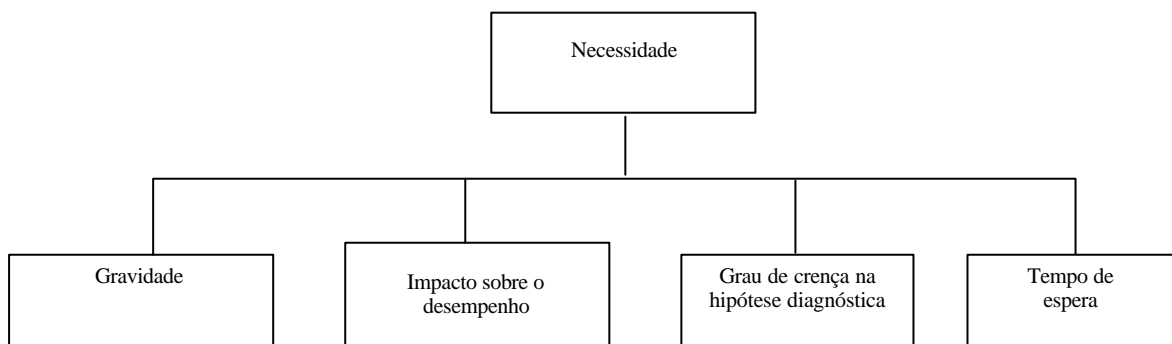 Necessidade
Gravidade
Impacto sobre o
desempenho
Grau de crença na
hipótese diagnóstica
Tempo de
espera